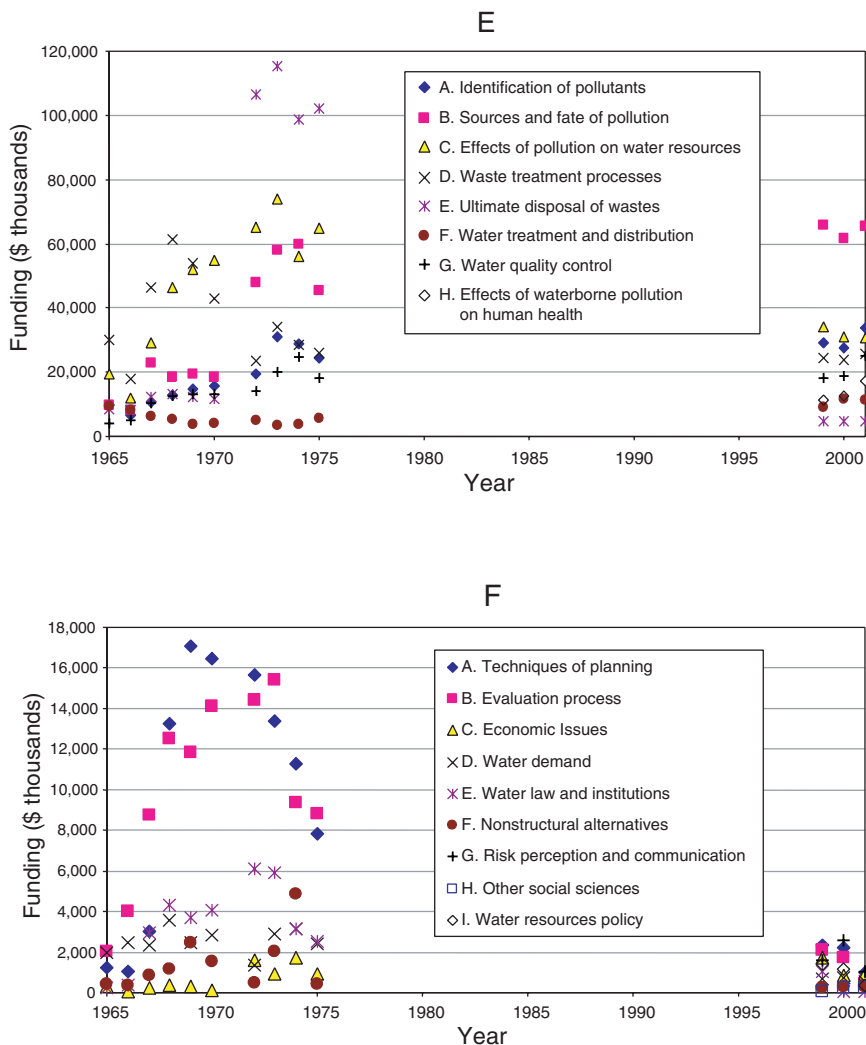 E
120,000
100,000
80,000
60,000
40,000
20,000
0
Funding ($ thousands)
A. Identification of pollutants
B. Sources and fate of pollution
C. Effects of pollution on water resources
D. Waste treatment processes
E. Ultimate disposal of wastes
F. Water treatment and distribution
G. Water quality control
H. Effects of waterborne pollution
on human health
1965 1970 1975 1980 1985 1990 1995 2000
Year
F
18,000
16,000
14,000
12,000
10,000
8,000
6,000
4,000
2,000
0
Funding ($ thousands)
A. Techniques of planning
B. Evaluation process
C. Economic Issues
D. Water demand
E. Water law and institutions
F. Nonstructural alternatives
G. Risk perception and communication
H. Other social sciences
I. Water resources policy
1965 1970 1975 1980 1985 1990 1995 2000
Year